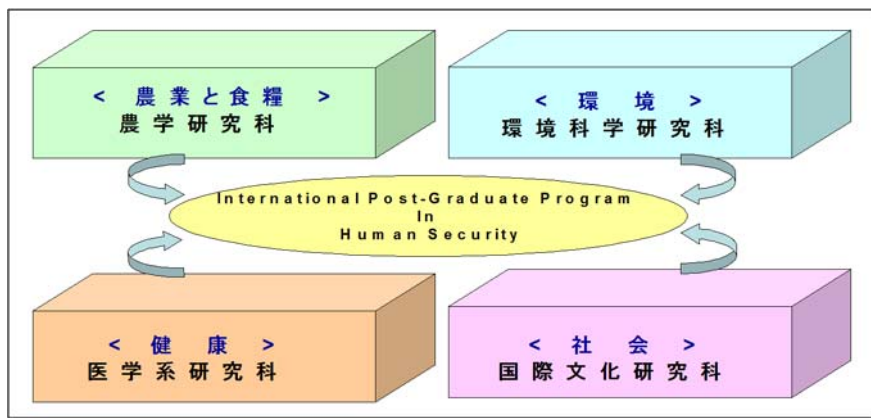 < 農業と食糧 >
農学研究科
< 環境 >
環境科学研究科
International Post-Graduate Program
In
Human Security
< 健康 >
医学系研究科
< 社会 >
国際文化研究科